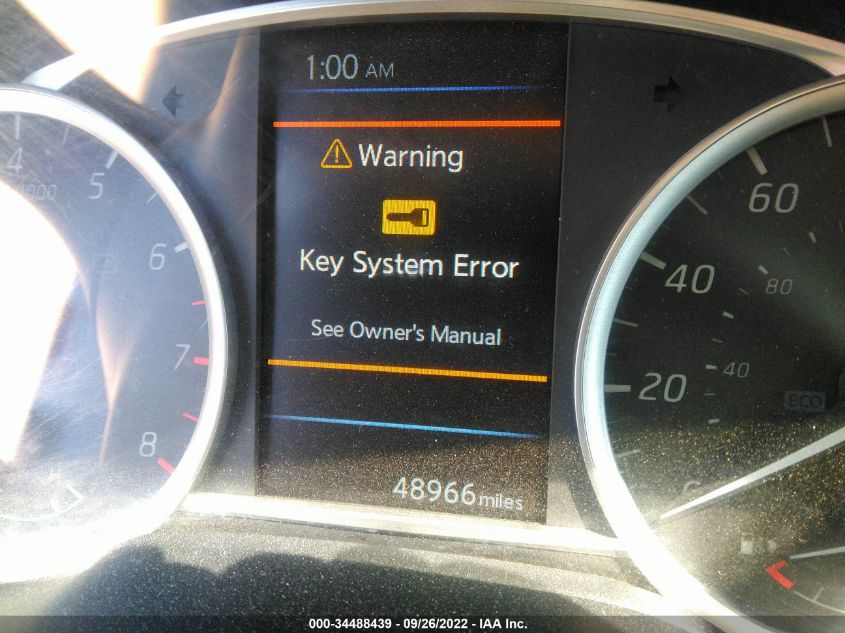 1:00 AM
Warning
Key System Error
See Owner's Manual
48966 miles
4
5
6
7
8
60
40
20
80
40
ECO
000-34488439 - 09/26/2022 - IAA Inc.